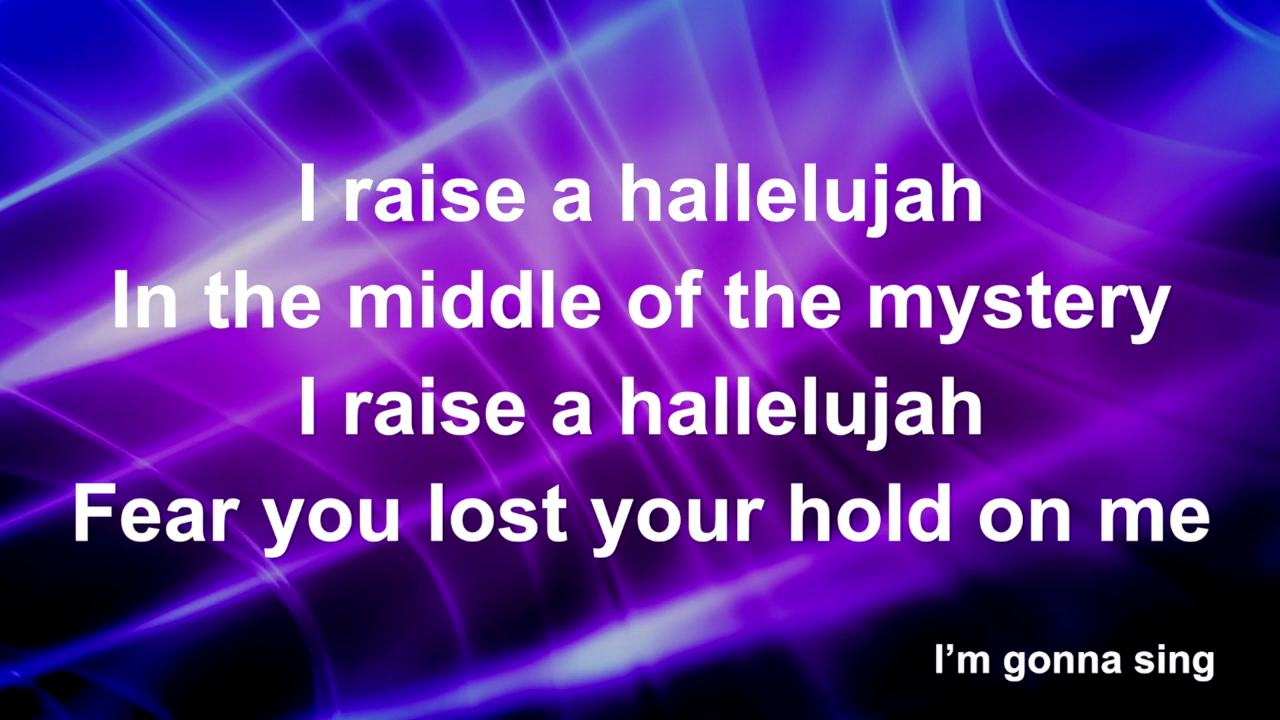 I raise a hallelujah
In the middle of the mystery
I raise a hallelujah
Fear you lost your hold on me
I’m gonna sing